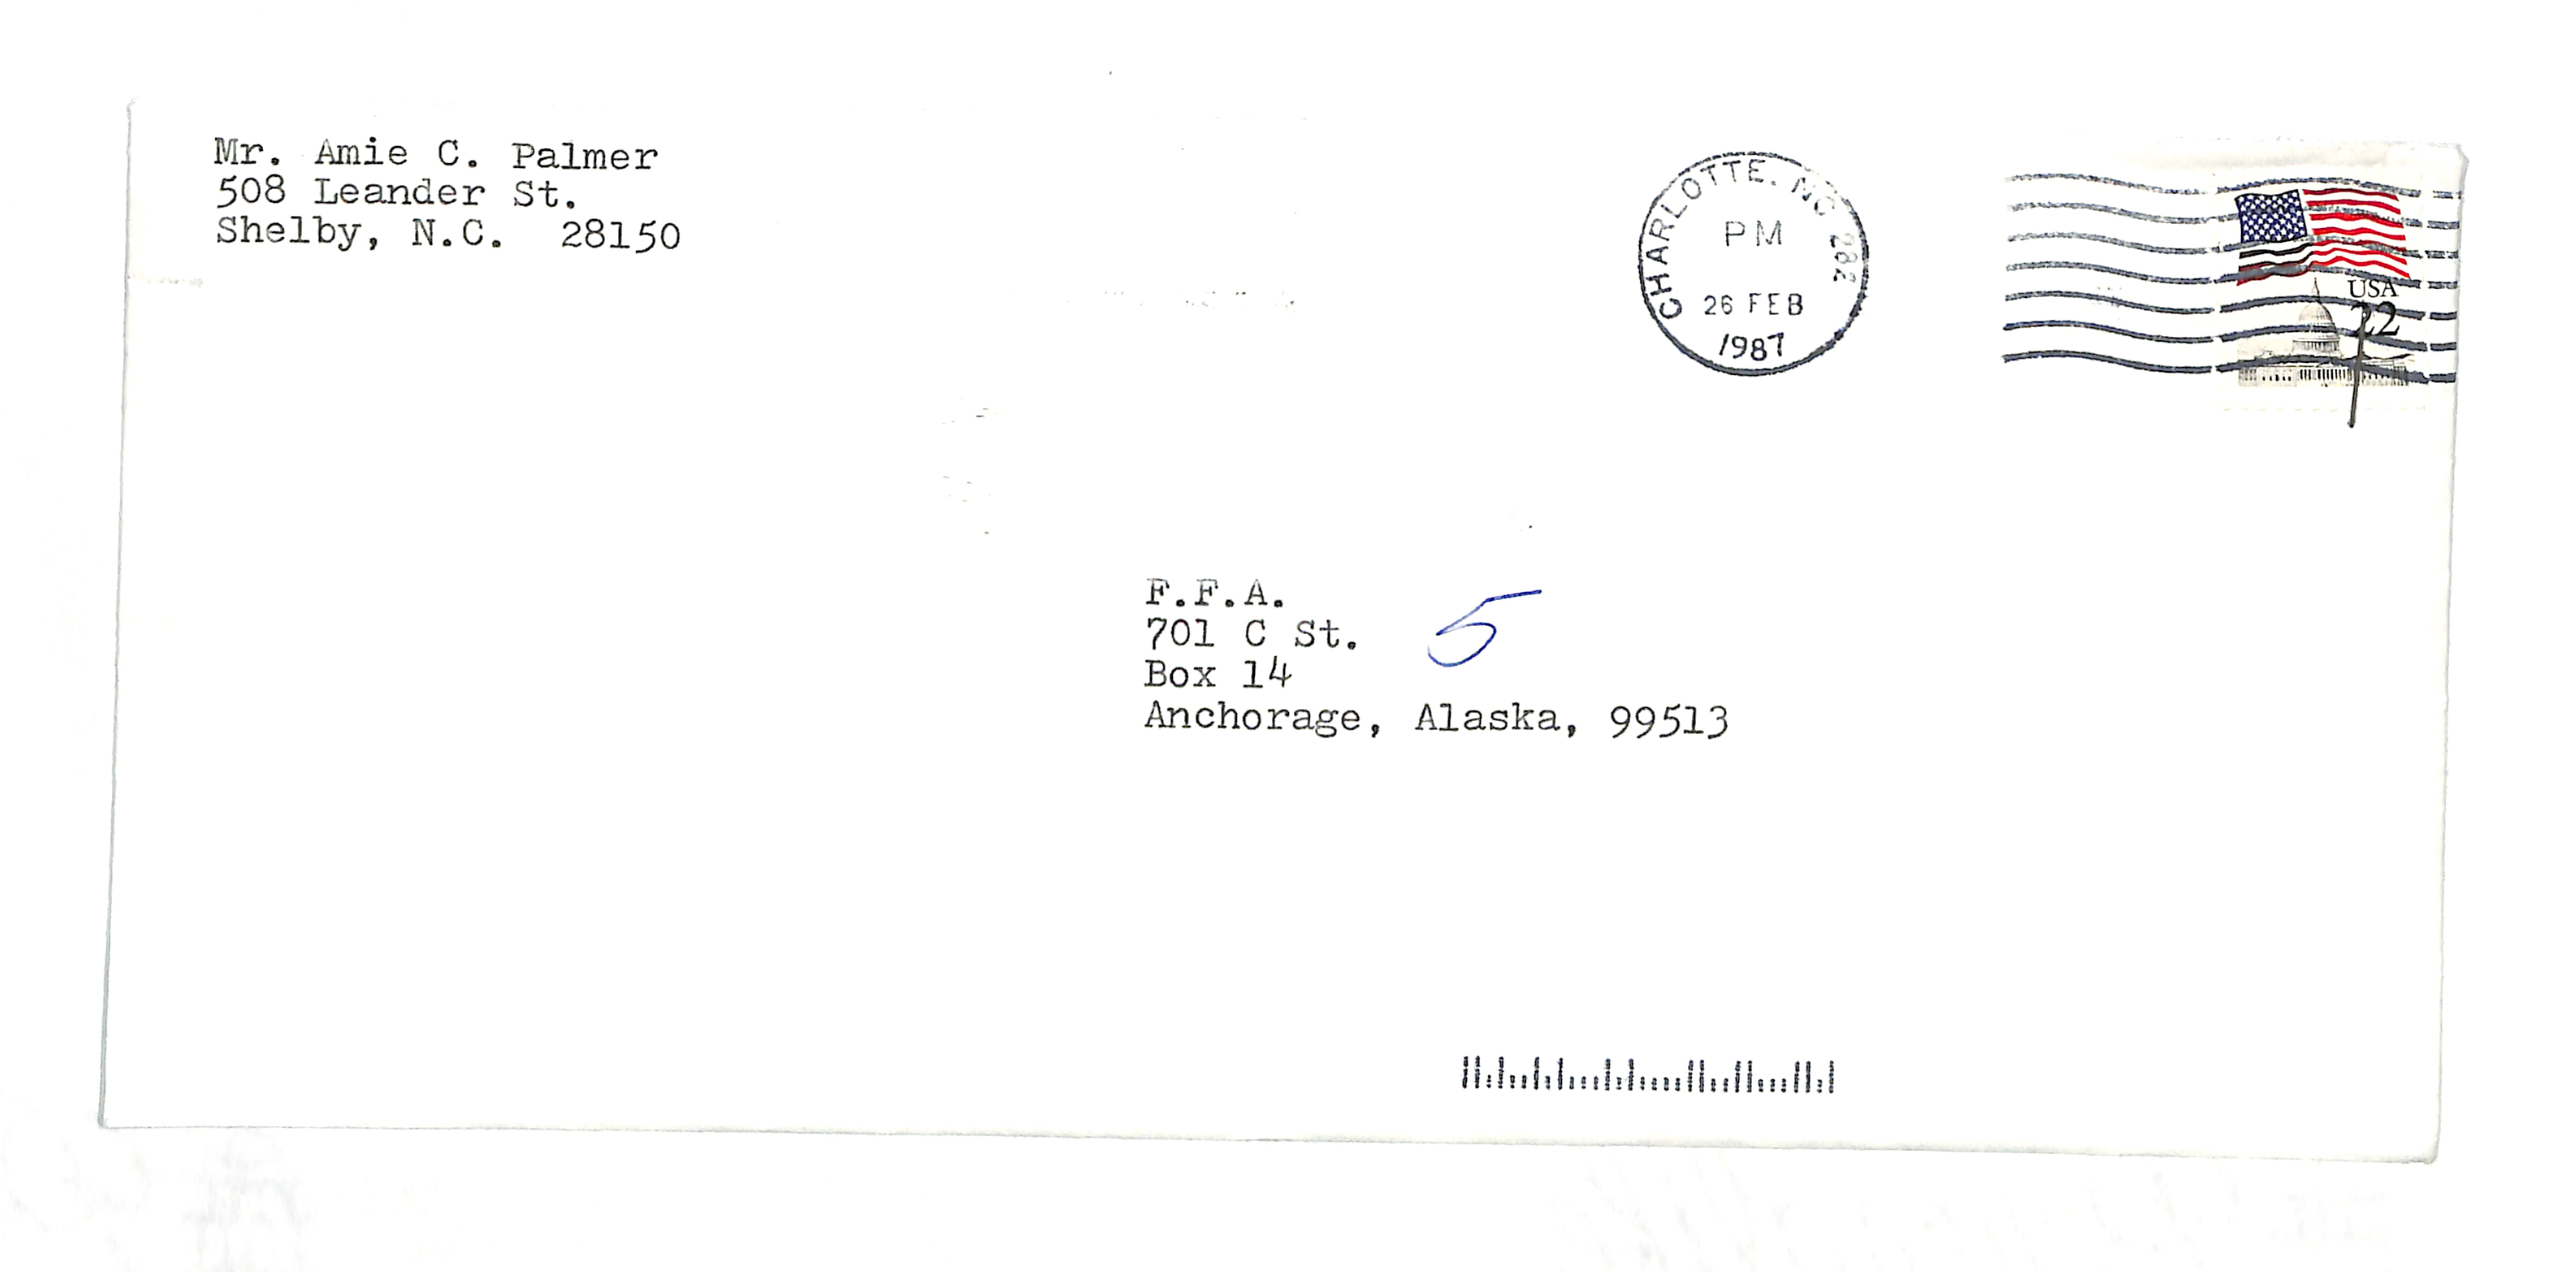 Mr. Amie C. Palmer
508 Leander St.
Shelby, N.C. 28150
CHARLOTTE. NC 282
PM
26 FEB
1987
USA
22
F.F.A.
701 C St.
5
Box 14
Anchorage, Alaska, 99513